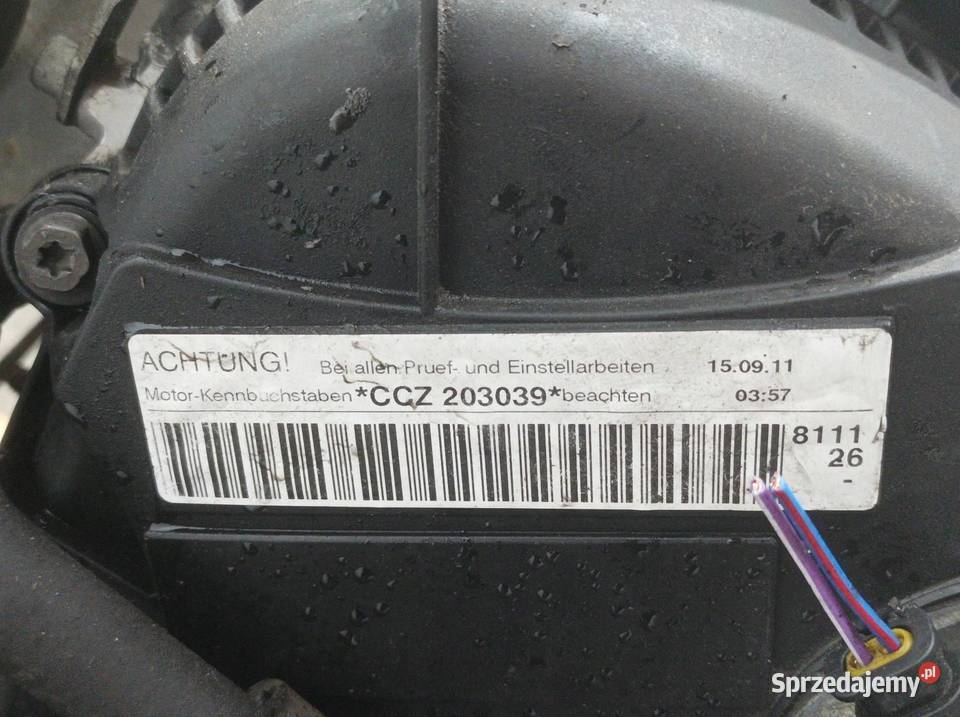 ACHTUNG! Bei allen Pruef- und Einstellarbeiten 15.09.11
Motor-Kennbuchstaben *CCZ 203039* beachten 03:57
8111
26
-
Sprzedajemy.pl